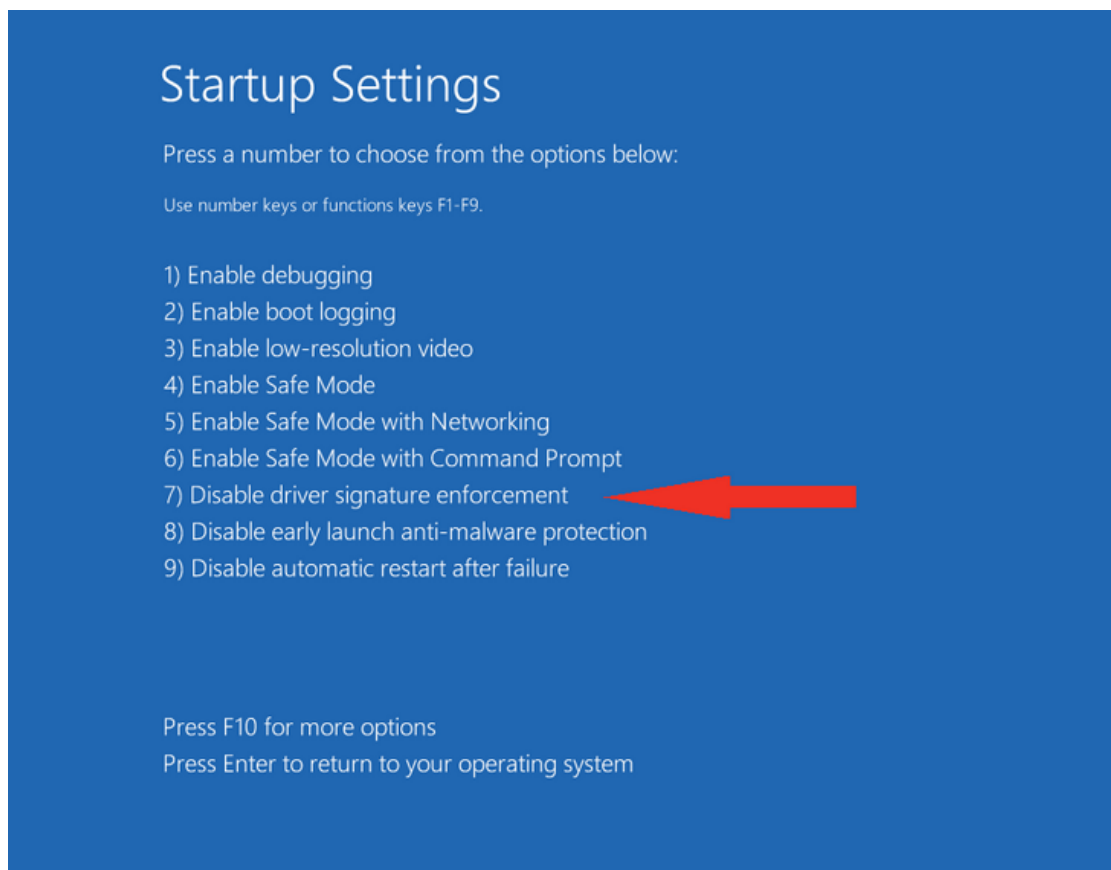 Startup Settings
Press a number to choose from the options below:
Use number keys or functions keys F1-F9.
1) Enable debugging
2) Enable boot logging
3) Enable low-resolution video
4) Enable Safe Mode
5) Enable Safe Mode with Networking
6) Enable Safe Mode with Command Prompt
7) Disable driver signature enforcement
8) Disable early launch anti-malware protection
9) Disable automatic restart after failure
Press F10 for more options
Press Enter to return to your operating system